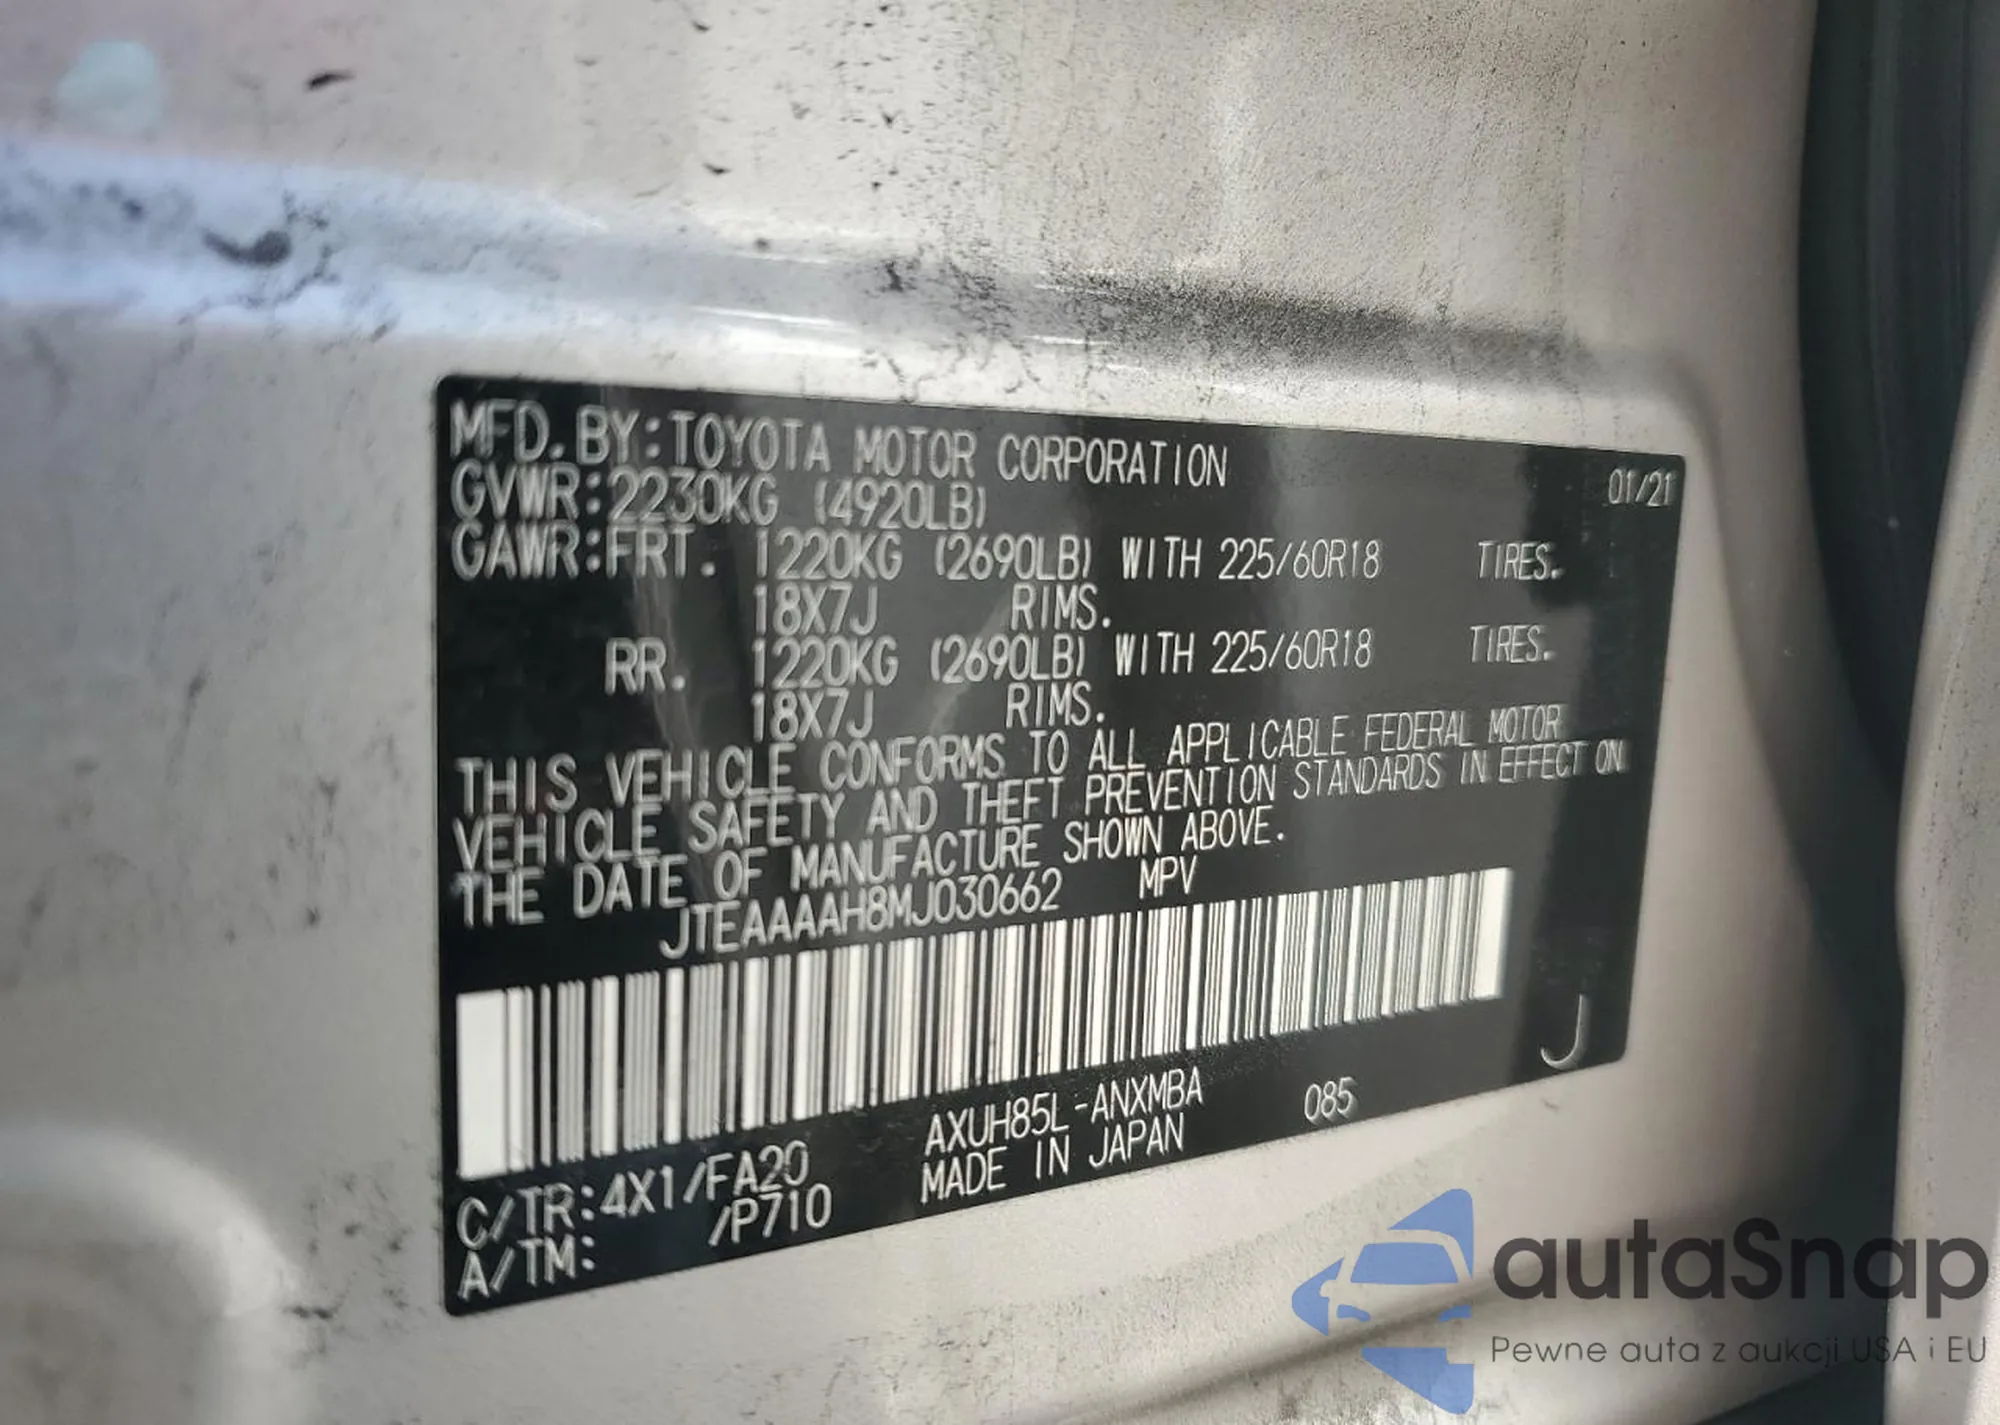 MFD. BY: TOYOTA MOTOR CORPORATION 01/21
GVWR: 2230KG (4920LB)
GAWR: FRT. 1220KG (2690LB) WITH 225/60R18 TIRES.
18X7J RIMS.
RR. 1220KG (2690LB) WITH 225/60R18 TIRES.
18X7J RIMS.
THIS VEHICLE CONFORMS TO ALL APPLICABLE FEDERAL MOTOR
VEHICLE SAFETY AND THEFT PREVENTION STANDARDS IN EFFECT ON
THE DATE OF MANUFACTURE SHOWN ABOVE.
JTEAAAAH8MJ030662 MPV
J
AXUH85L-ANXMBA 085
C/TR: 4X1/FA20 MADE IN JAPAN
A/TM: /P710
autaSnap
Pewne auta z aukcji USA i EU